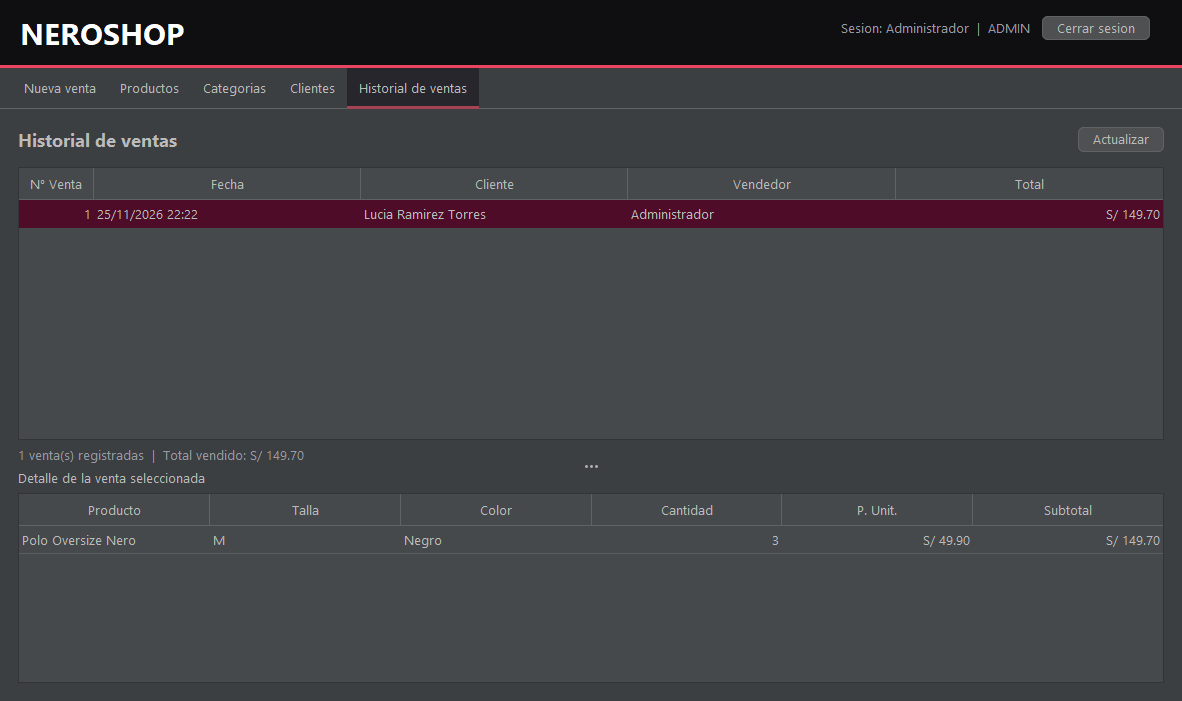 NEROSHOP
Sesion: Administrador | ADMIN Cerrar sesion
Nueva venta Productos Categorias Clientes Historial de ventas
Historial de ventas Actualizar
N° Venta Fecha Cliente Vendedor Total
1 25/11/2026 22:22 Lucia Ramirez Torres Administrador S/ 149.70
1 venta(s) registradas | Total vendido: S/ 149.70
Detalle de la venta seleccionada
Producto Talla Color Cantidad P. Unit. Subtotal
Polo Oversize Nero M Negro 3 S/ 49.90 S/ 149.70